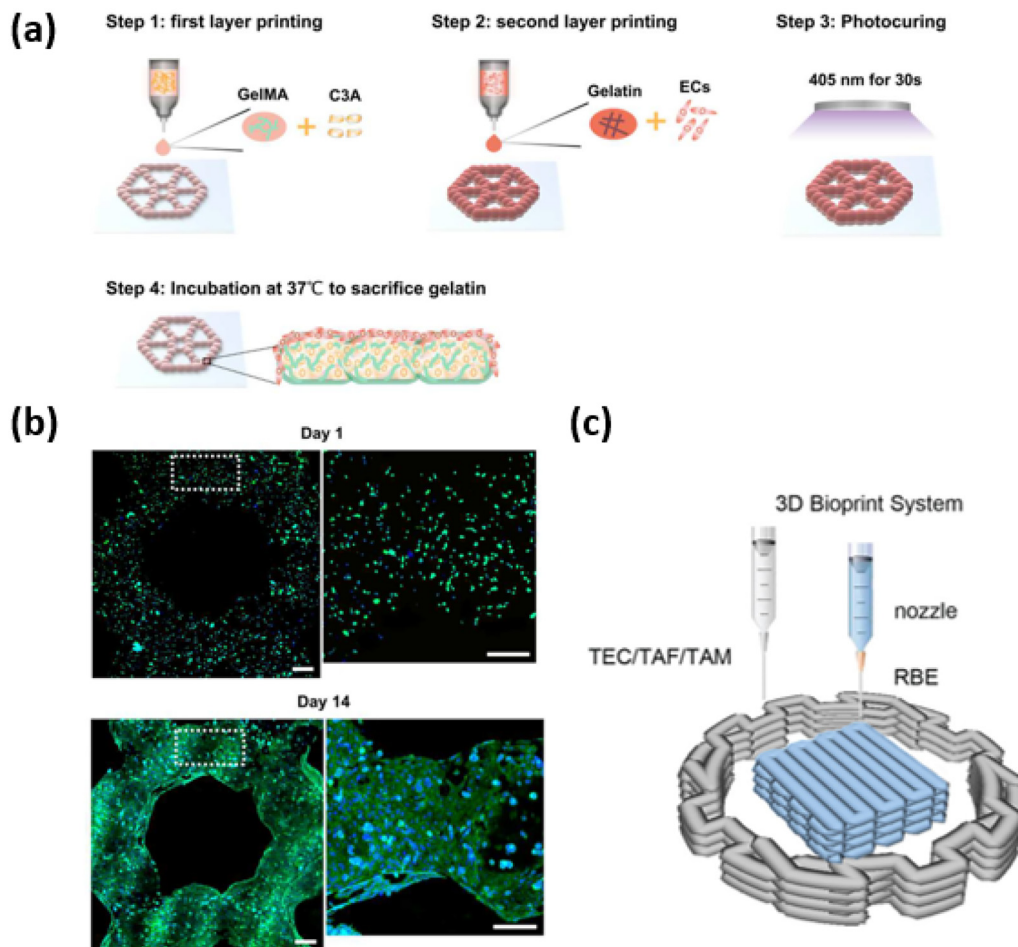 (a)
Step 1: first layer printing
GelMA
C3A
Step 2: second layer printing
Gelatin
ECs
Step 3: Photocuring
405 nm for 30s
Step 4: Incubation at 37℃ to sacrifice gelatin
(b)
Day 1
Day 14
(c)
3D Bioprint System
nozzle
TEC/TAF/TAM
RBE